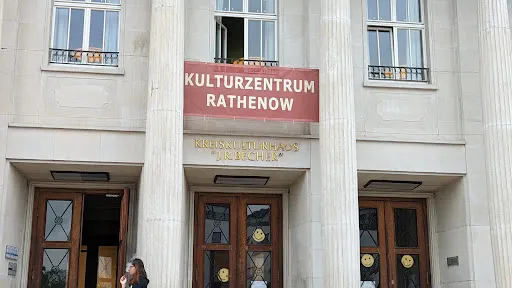 KULTURZENTRUM
RATHENOW
KREISKULTURHAUS
"J.R.BECHER"